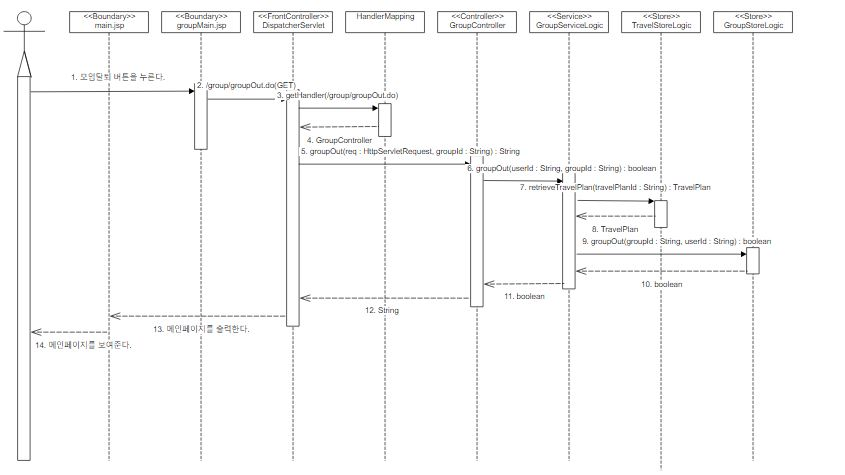 <<Boundary>>
main.jsp
<<Boundary>>
groupMain.jsp
<<FrontController>>
DispatcherServlet
HandlerMapping
<<Controller>>
GroupController
<<Service>>
GroupServiceLogic
<<Store>>
TravelStoreLogic
<<Store>>
GroupStoreLogic
1. 모임탈퇴 버튼을 누른다.
2. /group/groupOut.do(GET)
3. getHandler(/group/groupOut.do)
4. GroupController
5. groupOut(req : HttpServletRequest, groupId : String) : String
6. groupOut(userId : String, groupId : String) : boolean
7. retrieveTravelPlan(travelPlanId : String) : TravelPlan
8. TravelPlan
9. groupOut(groupId : String, userId : String) : boolean
10. boolean
11. boolean
12. String
13. 메인페이지를 출력한다.
14. 메인페이지를 보여준다.